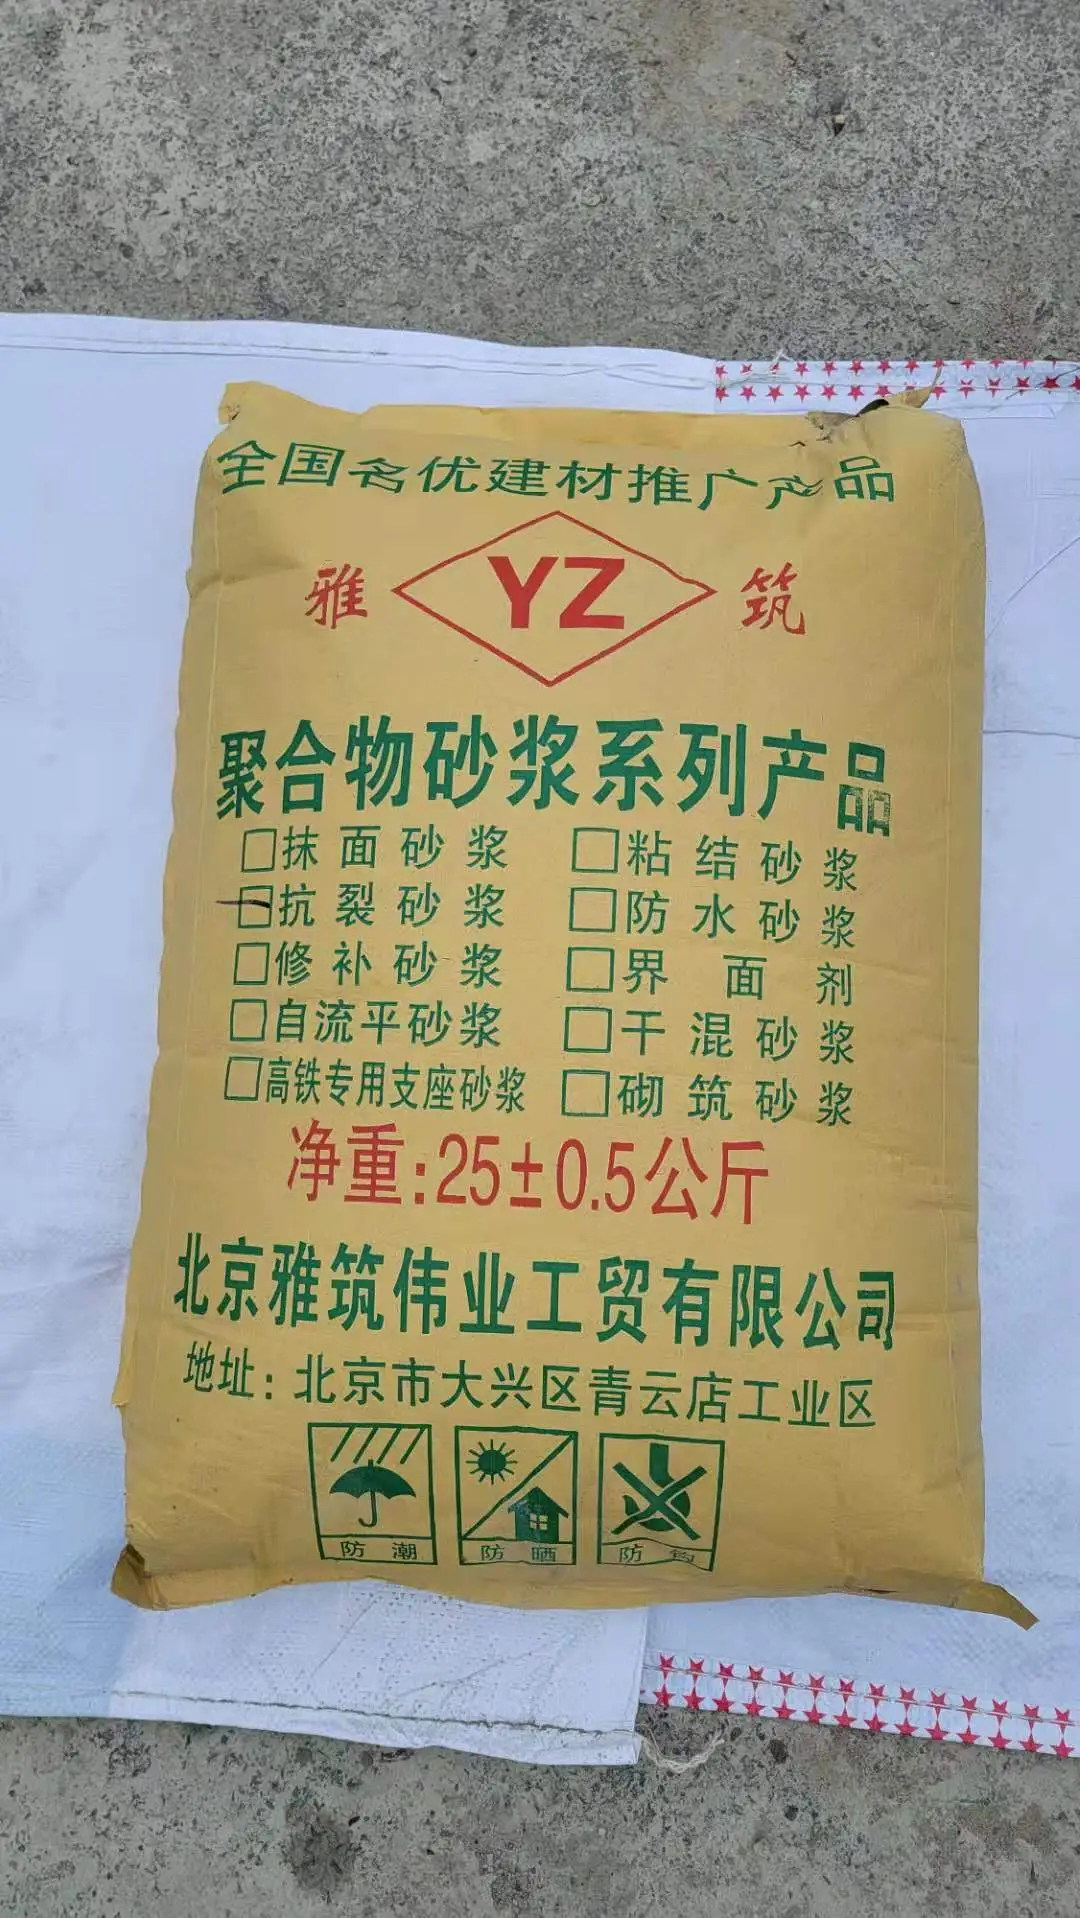 全国名优建材推广产品
雅 YZ 筑
聚合物砂浆系列产品
□抹面砂浆 □粘结砂浆
□抗裂砂浆 □防水砂浆
□修补砂浆 □界面剂
□自流平砂浆 □干混砂浆
□高铁专用支座砂浆 □砌筑砂浆
净重:25±0.5公斤
北京雅筑伟业工贸有限公司
地址:北京市大兴区青云店工业区
防潮 防晒 防钩